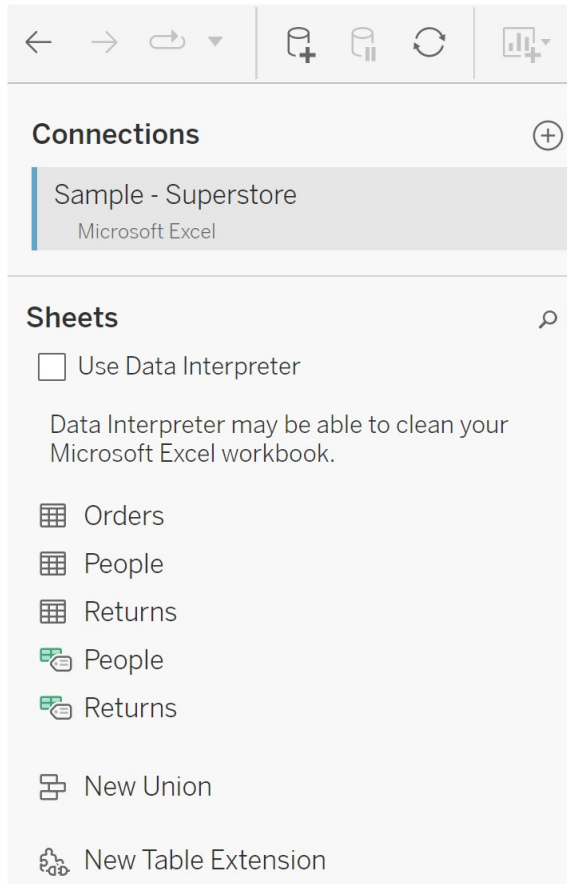 Connections
Sample - Superstore
Microsoft Excel
Sheets
Use Data Interpreter
Data Interpreter may be able to clean your
Microsoft Excel workbook.
Orders
People
Returns
People
Returns
New Union
New Table Extension